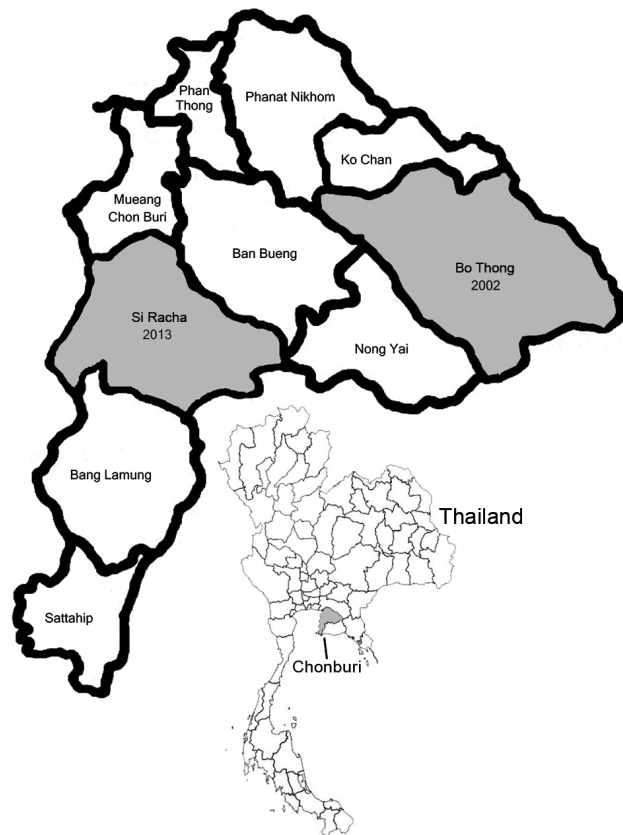 Phan
Thong
Phanat Nikhom
Ko Chan
Mueang
Chon Buri
Ban Bueng
Bo Thong
2002
Si Racha
2013
Nong Yai
Bang Lamung
Thailand
Sattahip
Chonburi